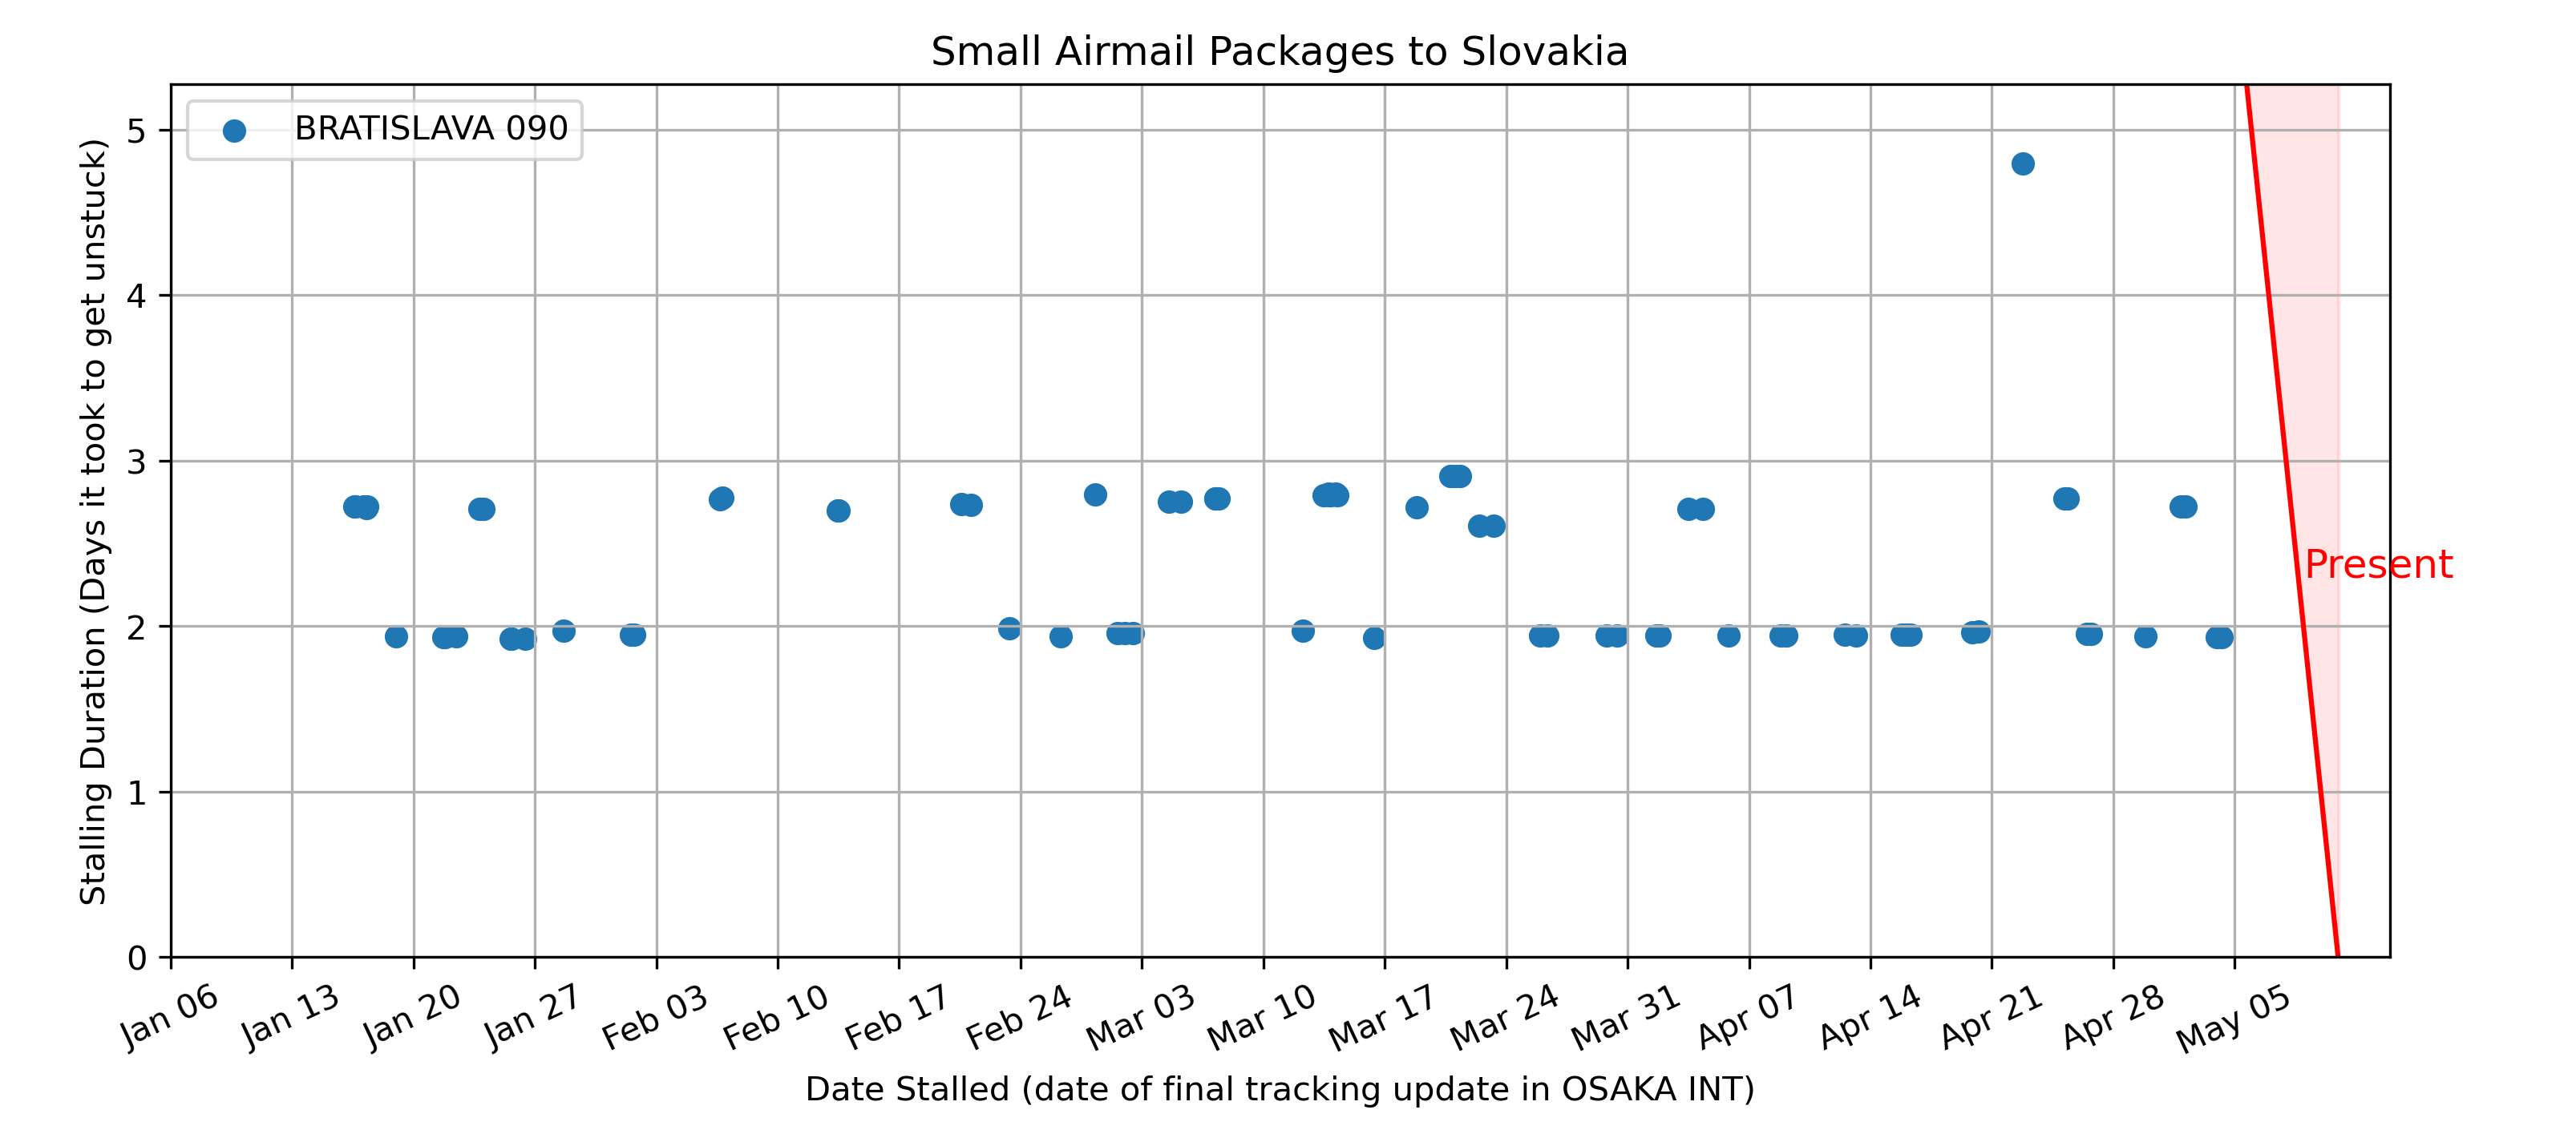 Small Airmail Packages to Slovakia
BRATISLAVA 090
Stalling Duration (Days it took to get unstuck)
5
4
3
2
1
0
Present
Jan 06
Jan 13
Jan 20
Jan 27
Feb 03
Feb 10
Feb 17
Feb 24
Mar 03
Mar 10
Mar 17
Mar 24
Mar 31
Apr 07
Apr 14
Apr 21
Apr 28
May 05
Date Stalled (date of final tracking update in OSAKA INT)